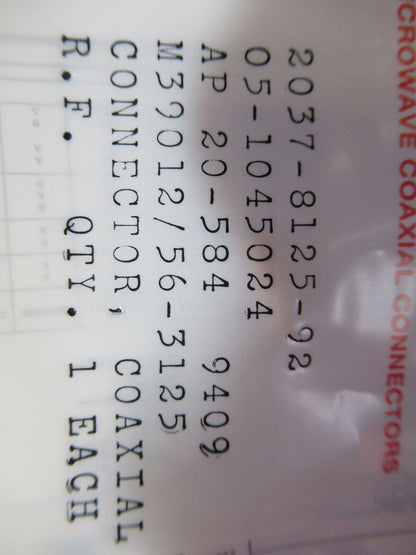 CROWAVE COAXIAL CONNECTORS
2037-8125-92
05-1045024
AP 20-584 9409
M39012/56-3125
CONNECTOR, COAXIAL
R.F. QTY. 1 EACH